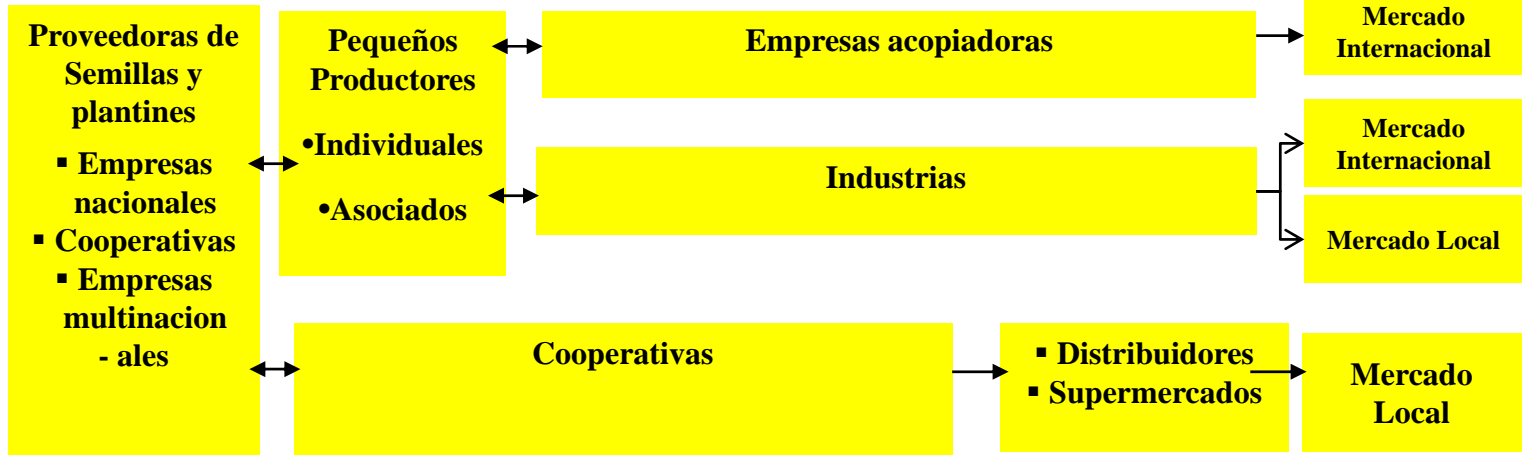 Proveedoras de
Semillas y
plantines
▪ Empresas
nacionales
▪ Cooperativas
▪ Empresas
multinacion
- ales
Pequeños
Productores
•Individuales
•Asociados
Empresas acopiadoras
Mercado
Internacional
Industrias
Mercado
Internacional
Mercado Local
Cooperativas
▪ Distribuidores
▪ Supermercados
Mercado
Local